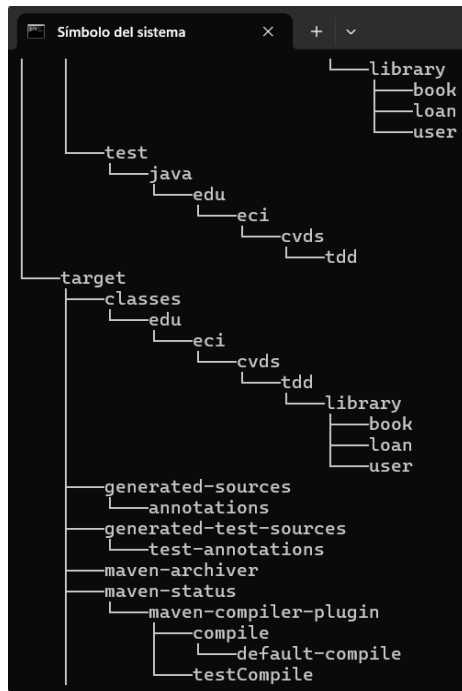 Símbolo del sistema
library
book
loan
user
test
java
edu
eci
cvds
tdd
target
classes
edu
eci
cvds
tdd
library
book
loan
user
generated-sources
annotations
generated-test-sources
test-annotations
maven-archiver
maven-status
maven-compiler-plugin
compile
default-compile
testCompile